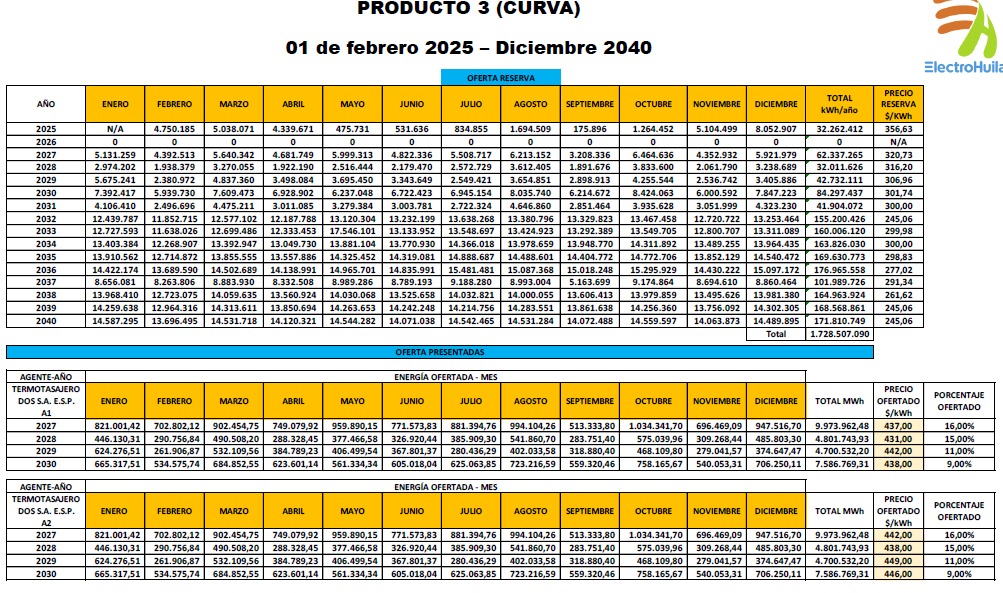 PRODUCTO 3 (CURVA)
01 de febrero 2025 – Diciembre 2040
ElectroHuila
OFERTA RESERVA
AÑO ENERO FEBRERO MARZO ABRIL MAYO JUNIO JULIO AGOSTO SEPTIEMBRE OCTUBRE NOVIEMBRE DICIEMBRE TOTAL kWh/año PRECIO RESERVA $/KWh
2025 N/A 4.750.185 5.038.071 4.339.671 475.731 531.636 834.855 1.694.509 175.896 1.264.452 5.104.499 8.052.907 32.262.412 356,63
2026 0 0 0 0 0 0 0 0 0 0 0 0 0 N/A
2027 5.131.259 4.392.513 5.640.342 4.681.749 5.999.313 4.822.336 5.508.717 6.213.152 3.208.336 6.464.636 4.352.932 5.921.979 62.337.265 320,73
2028 2.974.202 1.938.379 3.270.055 1.922.190 2.516.444 2.179.470 2.572.729 3.612.405 1.891.676 3.833.600 2.061.790 3.238.689 32.011.626 316,20
2029 5.675.241 2.380.972 4.837.360 3.498.084 3.695.450 3.343.649 2.549.421 3.654.851 2.898.913 4.255.544 2.536.742 3.405.886 42.732.111 306,96
2030 7.392.417 5.939.730 7.609.473 6.928.902 6.237.048 6.722.423 6.945.154 8.035.740 6.214.672 8.424.063 6.000.592 7.847.223 84.297.437 301,74
2031 4.106.410 2.496.696 4.475.211 3.011.085 3.279.384 3.003.781 2.722.324 4.646.860 2.851.464 3.935.628 3.051.999 4.323.230 41.904.072 300,00
2032 12.439.787 11.852.715 12.577.102 12.187.788 13.120.304 13.232.199 13.638.268 13.380.796 13.329.823 13.467.458 12.720.722 13.253.464 155.200.426 245,06
2033 12.727.593 11.638.026 12.699.486 12.333.453 17.546.101 13.133.952 13.548.697 13.424.923 13.292.389 13.549.705 12.800.707 13.311.089 160.006.120 299,98
2034 13.403.384 12.268.907 13.392.947 13.049.730 13.881.104 13.770.930 14.366.018 13.978.659 13.948.770 14.311.892 13.489.255 13.964.435 163.826.030 300,00
2035 13.910.562 12.714.872 13.855.555 13.557.886 14.325.452 14.319.081 14.888.687 14.488.601 14.404.772 14.772.706 13.852.129 14.540.472 169.630.773 298,83
2036 14.422.174 13.689.590 14.502.689 14.138.991 14.965.701 14.835.991 15.481.481 15.087.368 15.018.248 15.295.929 14.430.222 15.097.172 176.965.558 277,02
2037 8.656.081 8.263.806 8.883.930 8.332.508 8.989.286 8.789.193 9.188.280 8.993.004 5.163.699 9.174.864 8.694.610 8.860.464 101.989.726 291,34
2038 13.968.410 12.723.075 14.059.635 13.560.924 14.030.068 13.525.658 14.032.821 14.000.055 13.606.413 13.979.859 13.495.626 13.981.380 164.963.924 261,62
2039 14.259.638 12.964.316 14.313.611 13.850.694 14.263.653 14.242.248 14.214.756 14.283.551 13.861.638 14.256.360 13.756.092 14.302.305 168.568.861 245,06
2040 14.587.295 13.696.495 14.531.718 14.120.321 14.544.282 14.071.038 14.542.465 14.531.284 14.072.488 14.559.597 14.063.873 14.489.895 171.810.749 245,06
Total 1.728.507.090
OFERTA PRESENTADAS
AGENTE-AÑO ENERGÍA OFERTADA - MES
TERMOTASAJERO DOS S.A. E.S.P. A1 ENERO FEBRERO MARZO ABRIL MAYO JUNIO JULIO AGOSTO SEPTIEMBRE OCTUBRE NOVIEMBRE DICIEMBRE TOTAL MWh PRECIO OFERTADO $/kWh PORCENTAJE OFERTADO
2027 821.001,42 702.802,12 902.454,75 749.079,92 959.890,15 771.573,83 881.394,76 994.104,26 513.333,80 1.034.341,70 696.469,09 947.516,70 9.973.962,48 437,00 16,00%
2028 446.130,31 290.756,84 490.508,20 288.328,45 377.466,58 326.920,44 385.909,30 541.860,70 283.751,40 575.039,96 309.268,44 485.803,30 4.801.743,93 431,00 15,00%
2029 624.276,51 261.906,87 532.109,56 384.789,23 406.499,54 367.801,37 280.436,29 402.033,58 318.880,40 468.109,80 279.041,57 374.647,47 4.700.532,20 442,00 11,00%
2030 665.317,51 534.575,74 684.852,55 623.601,14 561.334,34 605.018,04 625.063,85 723.216,59 559.320,46 758.165,67 540.053,31 706.250,11 7.586.769,31 438,00 9,00%
AGENTE-AÑO ENERGÍA OFERTADA - MES
TERMOTASAJERO DOS S.A. E.S.P. A2 ENERO FEBRERO MARZO ABRIL MAYO JUNIO JULIO AGOSTO SEPTIEMBRE OCTUBRE NOVIEMBRE DICIEMBRE TOTAL MWh PRECIO OFERTADO $/kWh PORCENTAJE OFERTADO
2027 821.001,42 702.802,12 902.454,75 749.079,92 959.890,15 771.573,83 881.394,76 994.104,26 513.333,80 1.034.341,70 696.469,09 947.516,70 9.973.962,48 442,00 16,00%
2028 446.130,31 290.756,84 490.508,20 288.328,45 377.466,58 326.920,44 385.909,30 541.860,70 283.751,40 575.039,96 309.268,44 485.803,30 4.801.743,93 438,00 15,00%
2029 624.276,51 261.906,87 532.109,56 384.789,23 406.499,54 367.801,37 280.436,29 402.033,58 318.880,40 468.109,80 279.041,57 374.647,47 4.700.532,20 449,00 11,00%
2030 665.317,51 534.575,74 684.852,55 623.601,14 561.334,34 605.018,04 625.063,85 723.216,59 559.320,46 758.165,67 540.053,31 706.250,11 7.586.769,31 446,00 9,00%